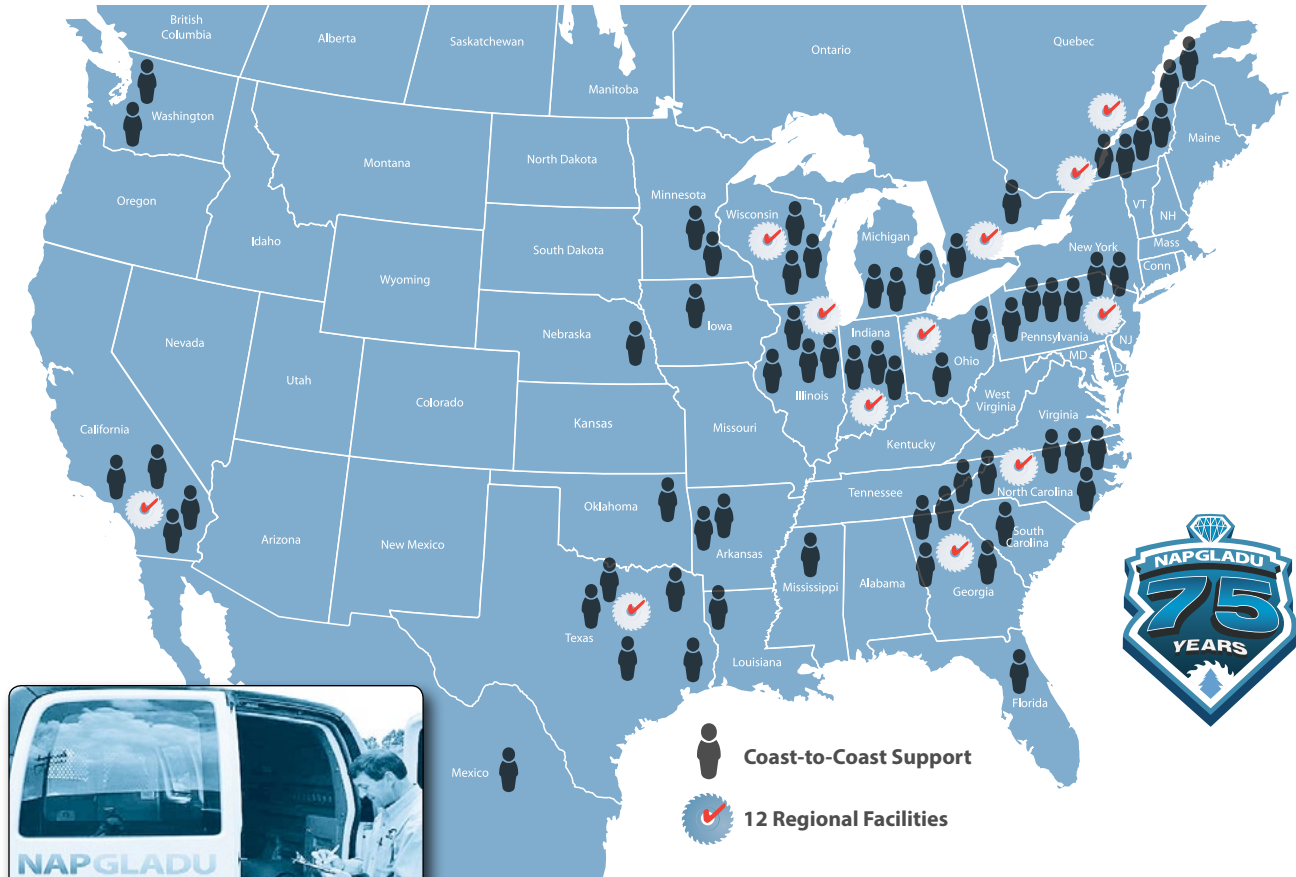 British
Columbia
Alberta
Saskatchewan
Manitoba
Ontario
Quebec
Washington
Montana
North Dakota
Minnesota
Wisconsin
Michigan
Maine
VT
NH
New York
Mass
Conn
Oregon
Idaho
Wyoming
South Dakota
Iowa
Nebraska
Nevada
Utah
Colorado
Kansas
Missouri
Illinois
Indiana
Ohio
Pennsylvania
NJ
MD
West
Virginia
Virginia
Kentucky
California
Arizona
New Mexico
Oklahoma
Arkansas
Tennessee
North Carolina
South
Carolina
Mississippi
Alabama
Georgia
Texas
Louisiana
Florida
Mexico
NAPGLADU
75
YEARS
Coast-to-Coast Support
12 Regional Facilities
NAPGLADU